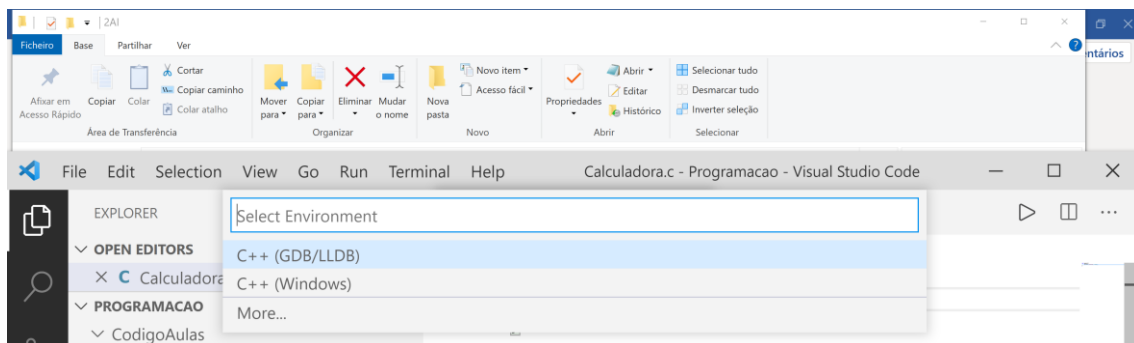 2AI
Ficheiro Base Partilhar Ver
entários
Afixar em Acesso Rápido
Copiar
Colar
Cortar
Copiar caminho
Colar atalho
Mover para
Copiar para
Eliminar
Mudar o nome
Nova pasta
Novo item
Acesso fácil
Propriedades
Abrir
Editar
Histórico
Selecionar tudo
Desmarcar tudo
Inverter seleção
Área de Transferência Organizar Novo Abrir Selecionar
File Edit Selection View Go Run Terminal Help Calculadora.c - Programacao - Visual Studio Code
EXPLORER
Select Environment
OPEN EDITORS
C++ (GDB/LLDB)
C Calculadora
C++ (Windows)
PROGRAMACAO
More...
CodigoAulas